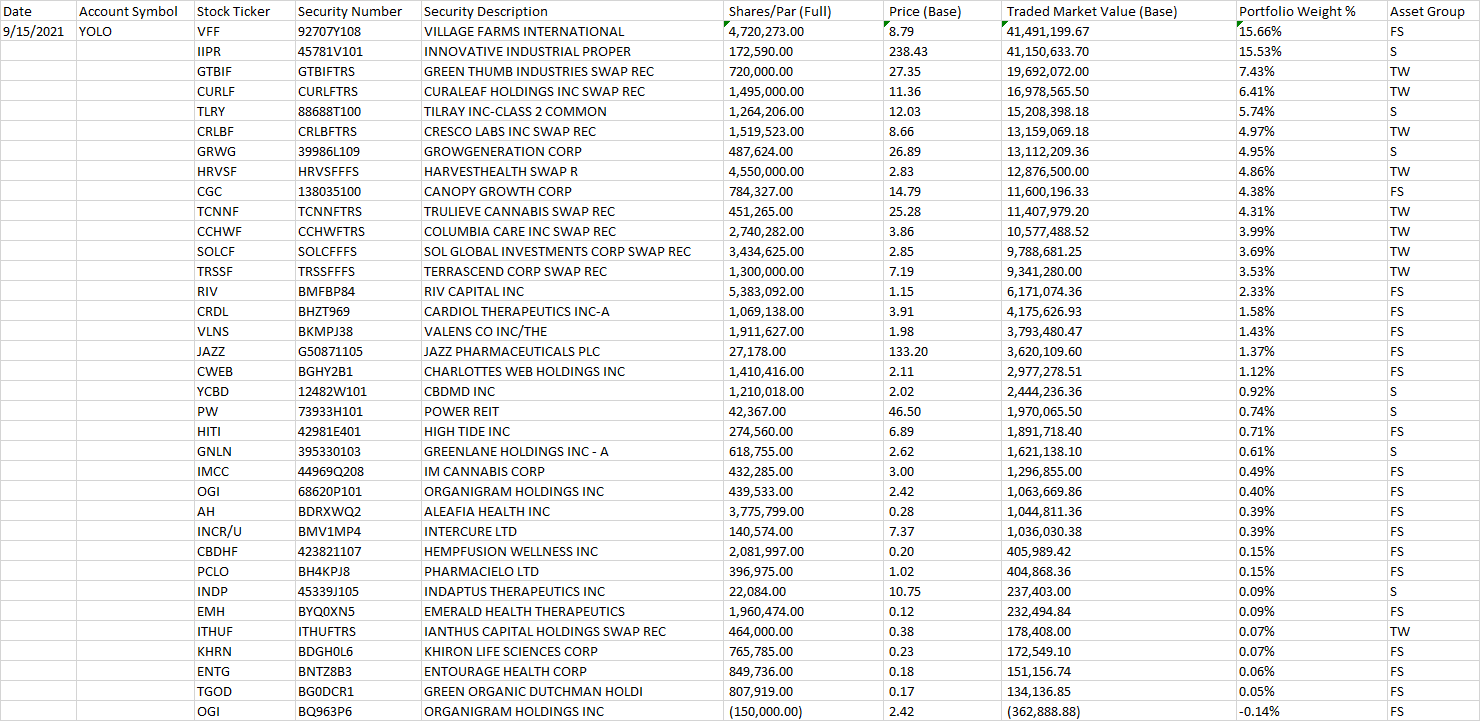 Date Account Symbol Stock Ticker Security Number Security Description Shares/Par (Full) Price (Base) Traded Market Value (Base) Portfolio Weight % Asset Group
9/15/2021 YOLO VFF 92707Y108 VILLAGE FARMS INTERNATIONAL 4,720,273.00 8.79 41,491,199.67 15.66% FS
IIPR 45781V101 INNOVATIVE INDUSTRIAL PROPER 172,590.00 238.43 41,150,633.70 15.53% S
GTBIF GTBIFTRS GREEN THUMB INDUSTRIES SWAP REC 720,000.00 27.35 19,692,072.00 7.43% TW
CURLF CURLFTRS CURALEAF HOLDINGS INC SWAP REC 1,495,000.00 11.36 16,978,565.50 6.41% TW
TLRY 88688T100 TILRAY INC-CLASS 2 COMMON 1,264,206.00 12.03 15,208,398.18 5.74% S
CRLBF CRLBFTRS CRESCO LABS INC SWAP REC 1,519,523.00 8.66 13,159,069.18 4.97% TW
GRWG 39986L109 GROWGENERATION CORP 487,624.00 26.89 13,112,209.36 4.95% S
HRVSF HRVSFFFS HARVESTHEALTH SWAP R 4,550,000.00 2.83 12,876,500.00 4.86% TW
CGC 138035100 CANOPY GROWTH CORP 784,327.00 14.79 11,600,196.33 4.38% FS
TCNNF TCNNFTRS TRULIEVE CANNABIS SWAP REC 451,265.00 25.28 11,407,979.20 4.31% TW
CCHWF CCHWFTRS COLUMBIA CARE INC SWAP REC 2,740,282.00 3.86 10,577,488.52 3.99% TW
SOLCF SOLCFFFS SOL GLOBAL INVESTMENTS CORP SWAP REC 3,434,625.00 2.85 9,788,681.25 3.69% TW
TRSSF TRSSFFFS TERRASCEND CORP SWAP REC 1,300,000.00 7.19 9,341,280.00 3.53% TW
RIV BMFBP84 RIV CAPITAL INC 5,383,092.00 1.15 6,171,074.36 2.33% FS
CRDL BHZT969 CARDIOL THERAPEUTICS INC-A 1,069,138.00 3.91 4,175,626.93 1.58% FS
VLNS BKMPJ38 VALENS CO INC/THE 1,911,627.00 1.98 3,793,480.47 1.43% FS
JAZZ G50871105 JAZZ PHARMACEUTICALS PLC 27,178.00 133.20 3,620,109.60 1.37% FS
CWEB BGHY2B1 CHARLOTTES WEB HOLDINGS INC 1,410,416.00 2.11 2,977,278.51 1.12% FS
YCBD 12482W101 CBDMD INC 1,210,018.00 2.02 2,444,236.36 0.92% S
PW 73933H101 POWER REIT 42,367.00 46.50 1,970,065.50 0.74% S
HITI 42981E401 HIGH TIDE INC 274,560.00 6.89 1,891,718.40 0.71% FS
GNLN 395330103 GREENLANE HOLDINGS INC - A 618,755.00 2.62 1,621,138.10 0.61% S
IMCC 44969Q208 IM CANNABIS CORP 432,285.00 3.00 1,296,855.00 0.49% FS
OGI 68620P101 ORGANIGRAM HOLDINGS INC 439,533.00 2.42 1,063,669.86 0.40% FS
AH BDRXWQ2 ALEAFIA HEALTH INC 3,775,799.00 0.28 1,044,811.36 0.39% FS
INCR/U BMV1MP4 INTERCURE LTD 140,574.00 7.37 1,036,030.38 0.39% FS
CBDHF 423821107 HEMPFUSION WELLNESS INC 2,081,997.00 0.20 405,989.42 0.15% FS
PCLO BH4KPJ8 PHARMACIELO LTD 396,975.00 1.02 404,868.36 0.15% FS
INDP 45339J105 INDAPTUS THERAPEUTICS INC 22,084.00 10.75 237,403.00 0.09% S
EMH BYQ0XN5 EMERALD HEALTH THERAPEUTICS 1,960,474.00 0.12 232,494.84 0.09% FS
ITHUF ITHUFTRS IANTHUS CAPITAL HOLDINGS SWAP REC 464,000.00 0.38 178,408.00 0.07% TW
KHRN BDGH0L6 KHIRON LIFE SCIENCES CORP 765,785.00 0.23 172,549.10 0.07% FS
ENTG BNTZ8B3 ENTOURAGE HEALTH CORP 849,736.00 0.18 151,156.74 0.06% FS
TGOD BG0DCR1 GREEN ORGANIC DUTCHMAN HOLDI 807,919.00 0.17 134,136.85 0.05% FS
OGI BQ963P6 ORGANIGRAM HOLDINGS INC (150,000.00) 2.42 (362,888.88) -0.14% FS